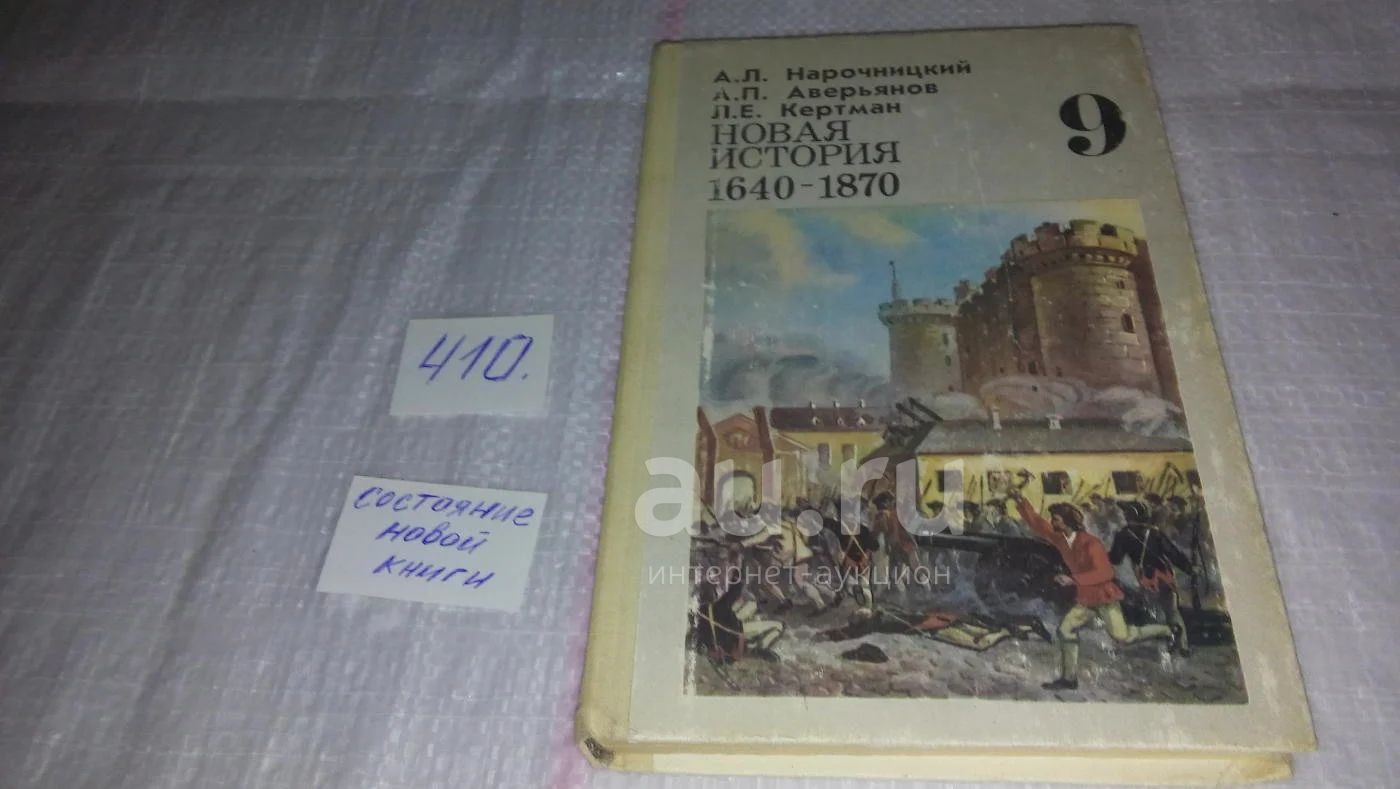 А.Л. Нарочницкий
А.П. Аверьянов
Л.Е. Кертман
НОВАЯ
ИСТОРИЯ
1640-1870
9
410.
состояние
новой
книги
au.ru
интернет-аукцион